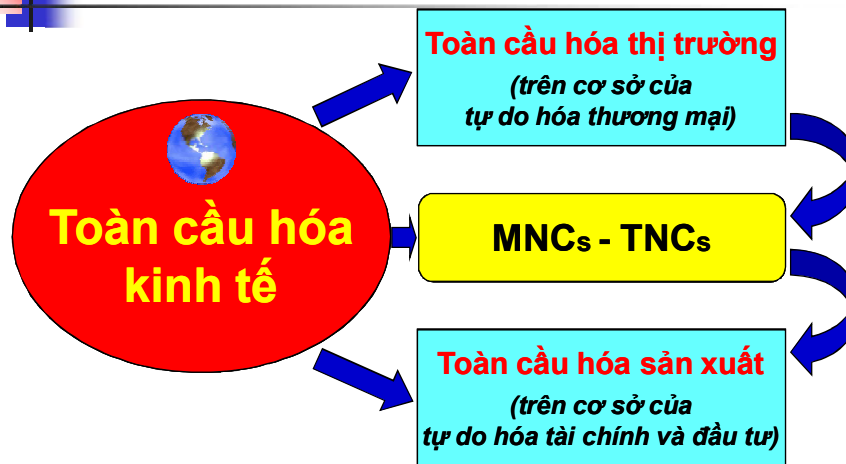 Toàn cầu hóa thị trường
(trên cơ sở của
tự do hóa thương mại)
Toàn cầu hóa
kinh tế
MNCs - TNCs
Toàn cầu hóa sản xuất
(trên cơ sở của
tự do hóa tài chính và đầu tư)